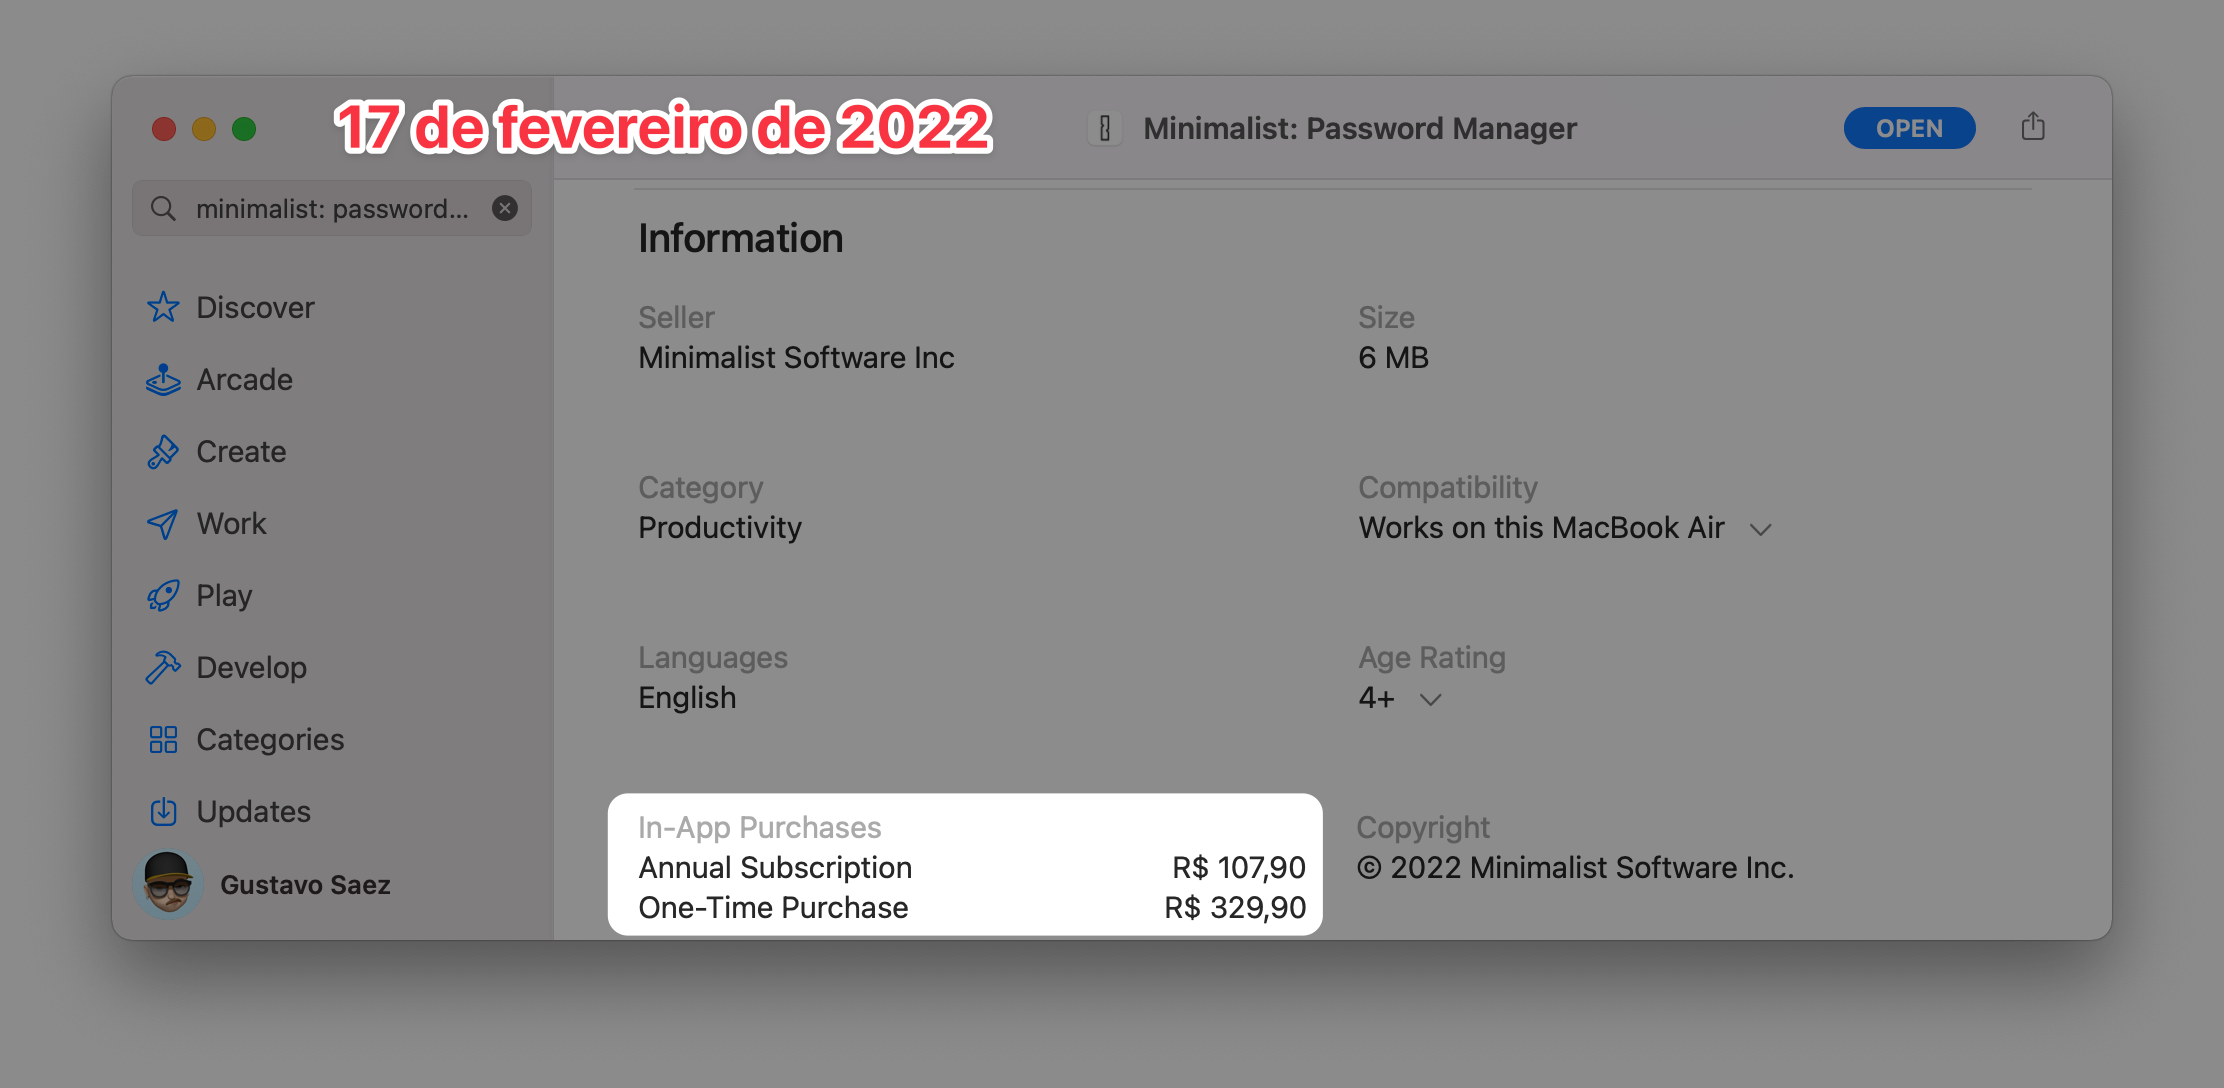 17 de fevereiro de 2022
Minimalist: Password Manager
OPEN
minimalist: password...
Discover
Arcade
Create
Work
Play
Develop
Categories
Updates
Gustavo Saez
Information
Seller
Minimalist Software Inc
Size
6 MB
Category
Productivity
Compatibility
Works on this MacBook Air
Languages
English
Age Rating
4+
In-App Purchases
Annual Subscription R$ 107,90
One-Time Purchase R$ 329,90
Copyright
© 2022 Minimalist Software Inc.